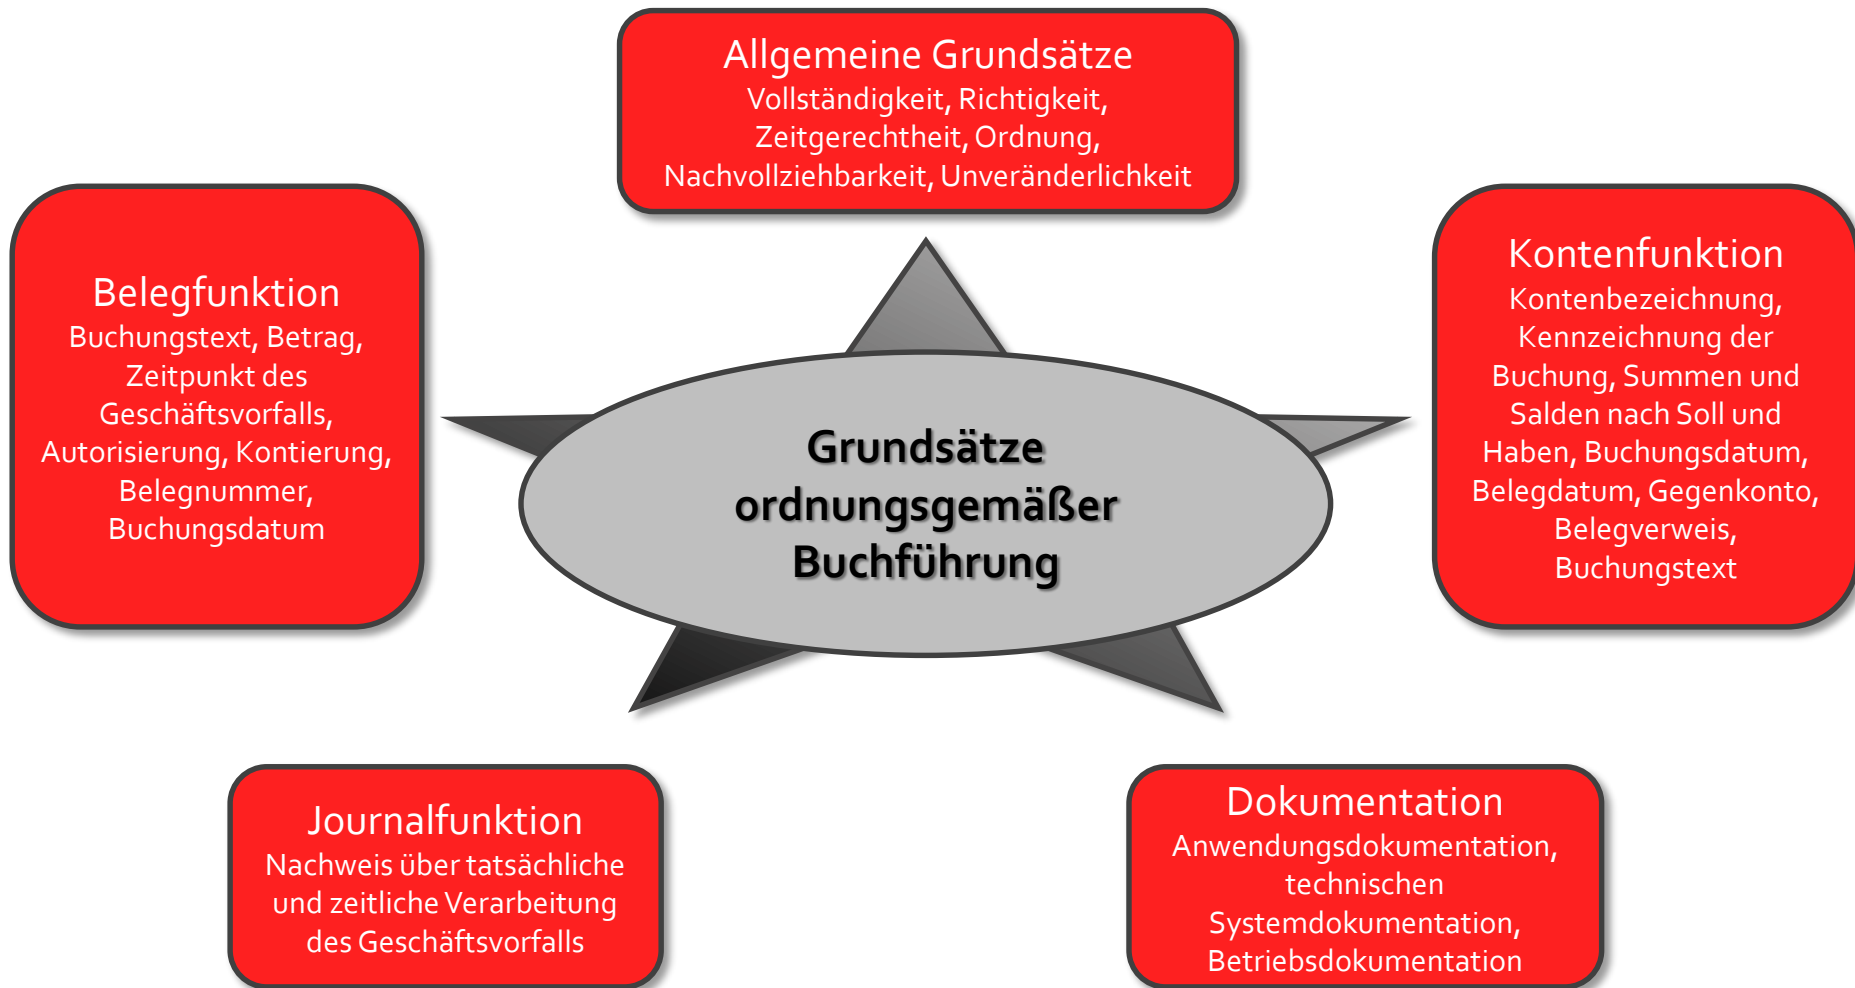 Allgemeine Grundsätze
Vollständigkeit, Richtigkeit,
Zeitgerechtheit, Ordnung,
Nachvollziehbarkeit, Unveränderlichkeit
Belegfunktion
Buchungstext, Betrag,
Zeitpunkt des
Geschäftsvorfalls,
Autorisierung, Kontierung,
Belegnummer,
Buchungsdatum
Kontenfunktion
Kontenbezeichnung,
Kennzeichnung der
Buchung, Summen und
Salden nach Soll und
Haben, Buchungsdatum,
Belegdatum, Gegenkonto,
Belegverweis,
Buchungstext
Grundsätze
ordnungsgemäßer
Buchführung
Journalfunktion
Nachweis über tatsächliche
und zeitliche Verarbeitung
des Geschäftsvorfalls
Dokumentation
Anwendungsdokumentation,
technischen
Systemdokumentation,
Betriebsdokumentation